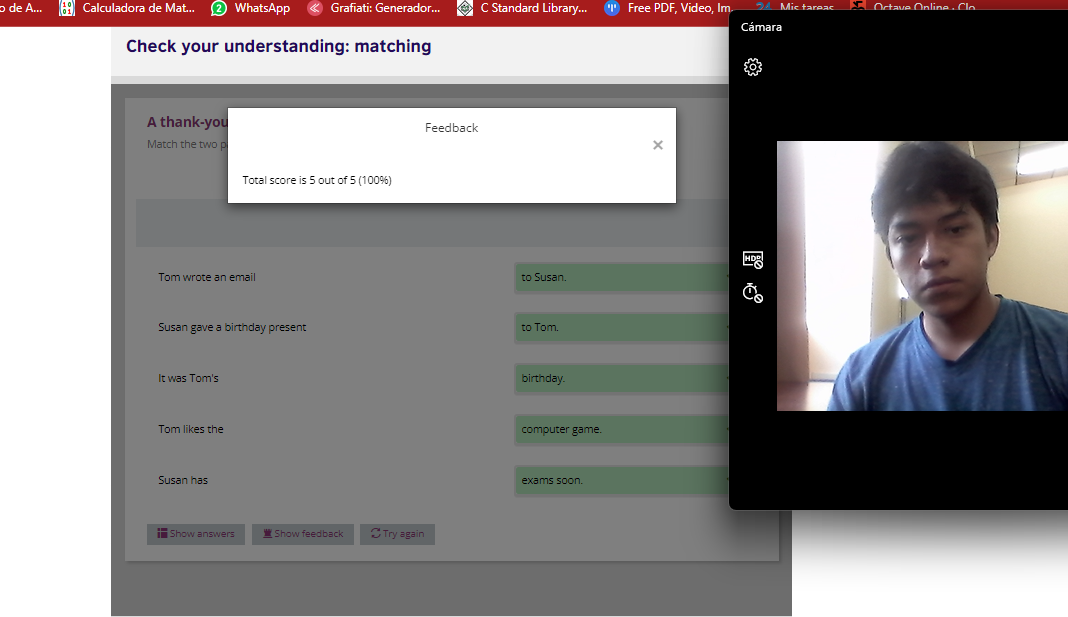 o de A...
Calculadora de Mat...
2
WhatsApp
Grafiati: Generador...
C Standard Library...
Free PDF, Video, Im...
Mis tareas
Octave Online · Clo...
Cámara
Check your understanding: matching
A thank-you
Match the two pa
Feedback
×
Total score is 5 out of 5 (100%)
HDR
Tom wrote an email
to Susan.
Susan gave a birthday present
to Tom.
It was Tom's
birthday.
Tom likes the
computer game.
Susan has
exams soon.
Show answers
Show feedback
Try again